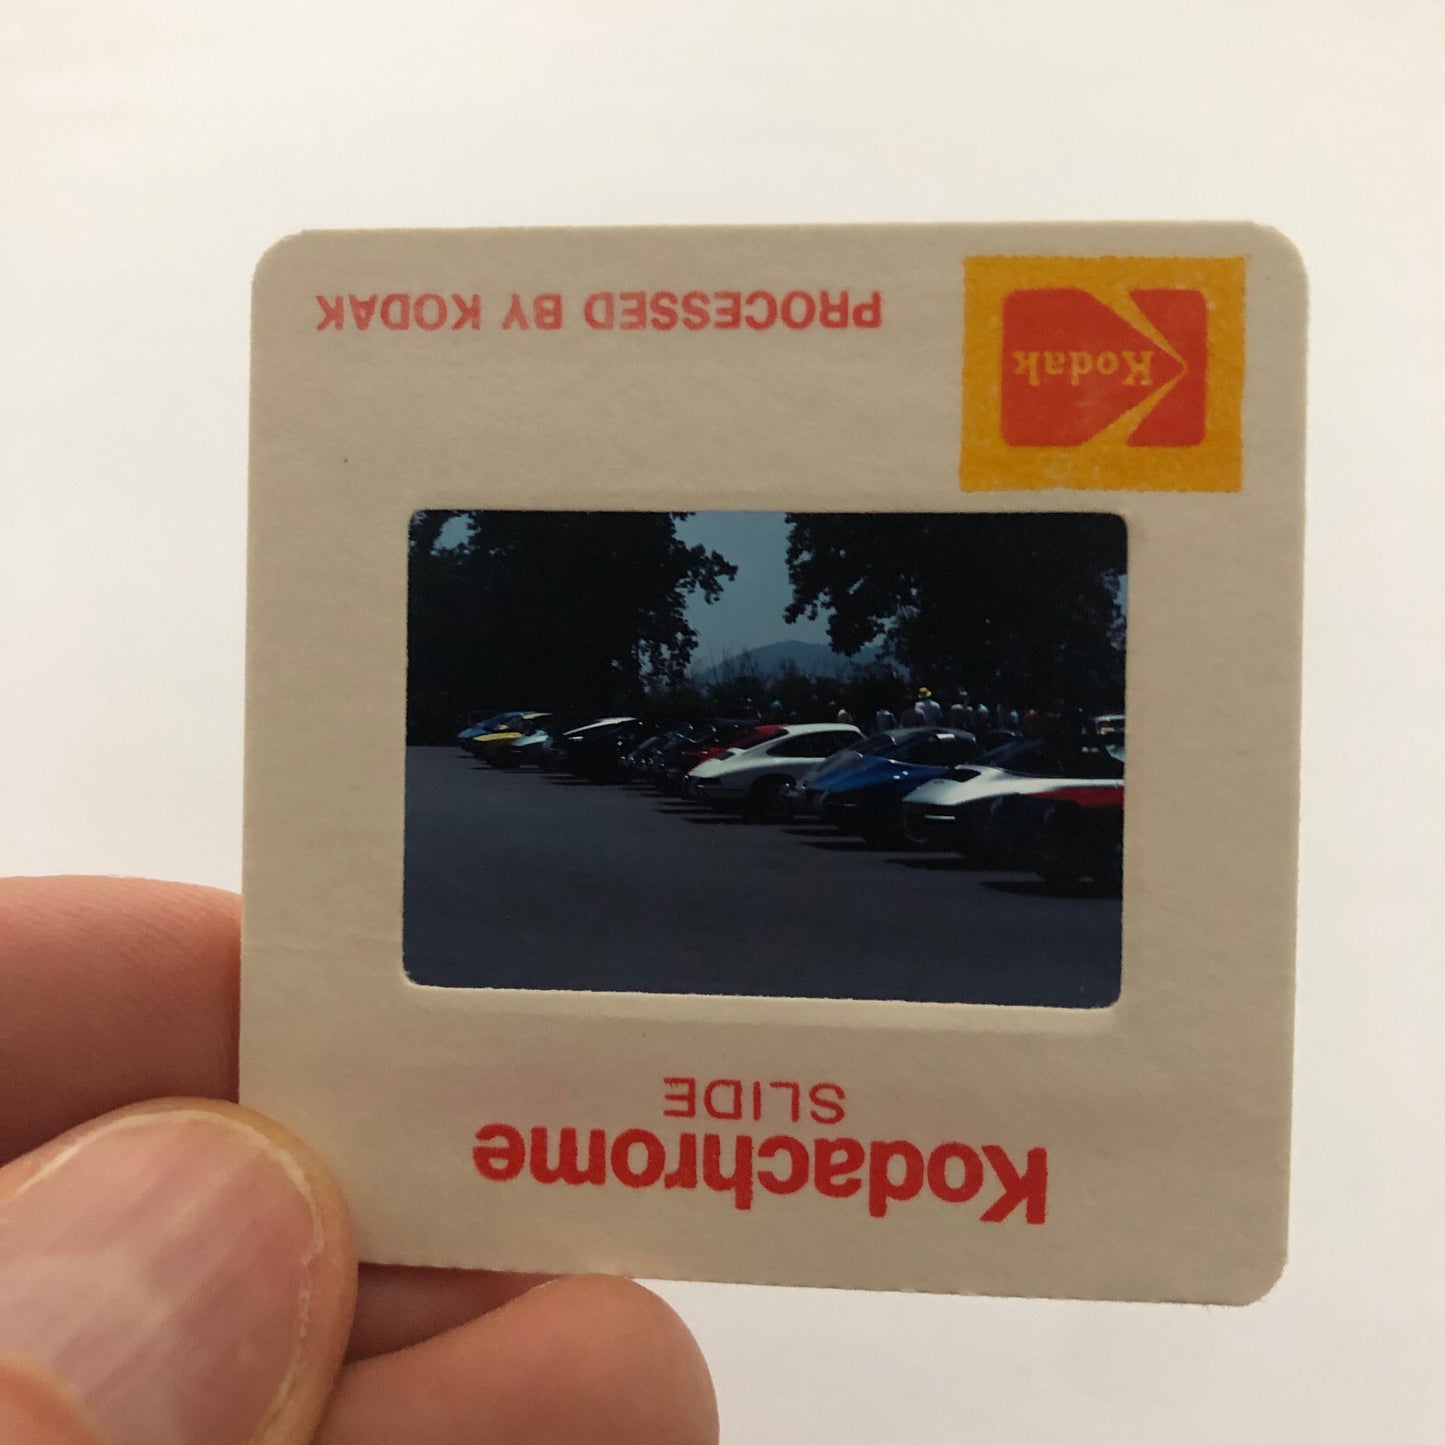 Kodachrome
SLIDE
Kodak
PROCESSED BY KODAK